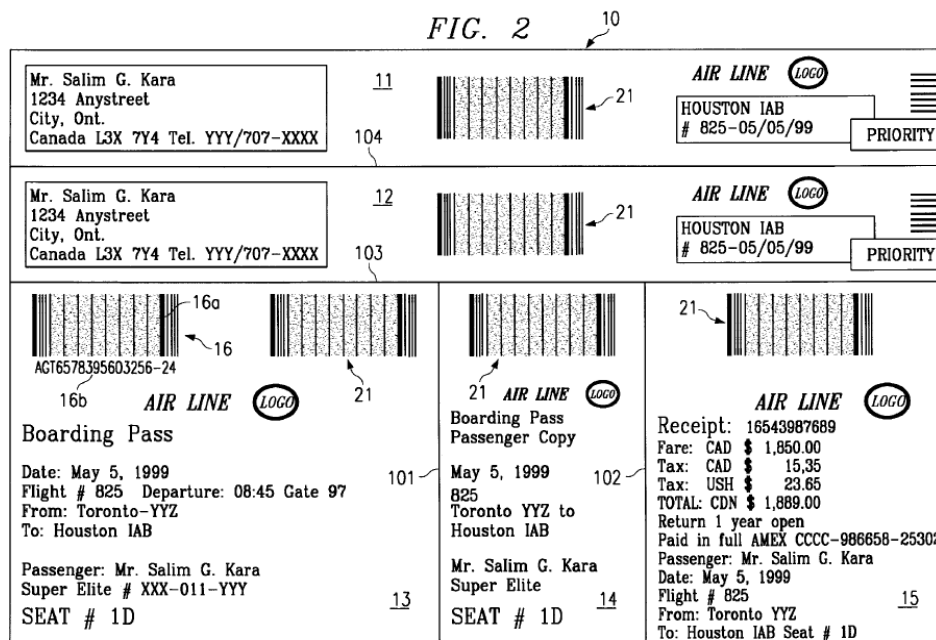 FIG. 2
10
Mr. Salim G. Kara
1234 Anystreet
City, Ont.
Canada L3X 7Y4 Tel. YYY/707-XXXX
11
104
21
AIR LINE LOGO
HOUSTON IAB
# 825-05/05/99
PRIORITY
Mr. Salim G. Kara
1234 Anystreet
City, Ont.
Canada L3X 7Y4 Tel. YYY/707-XXXX
12
103
21
AIR LINE LOGO
HOUSTON IAB
# 825-05/05/99
PRIORITY
16a
16
AGT6578395603256-24
16b
21
AIR LINE LOGO
Boarding Pass
Date: May 5, 1999
Flight # 825 Departure: 08:45 Gate 97
From: Toronto-YYZ
To: Houston IAB
Passenger: Mr. Salim G. Kara
Super Elite # XXX-011-YYY
SEAT # 1D
13
101
21
AIR LINE LOGO
Boarding Pass
Passenger Copy
May 5, 1999
825
Toronto YYZ to
Houston IAB
Mr. Salim G. Kara
Super Elite
SEAT # 1D
14
102
21
AIR LINE LOGO
Receipt: 16543987689
Fare: CAD $ 1,850.00
Tax: CAD $ 15,35
Tax: USH $ 23.65
TOTAL: CDN $ 1,889.00
Return 1 year open
Paid in full AMEX CCCC-986658-25302
Passenger: Mr. Salim G. Kara
Date: May 5, 1999
Flight # 825
From: Toronto YYZ
To: Houston IAB Seat # 1D
15